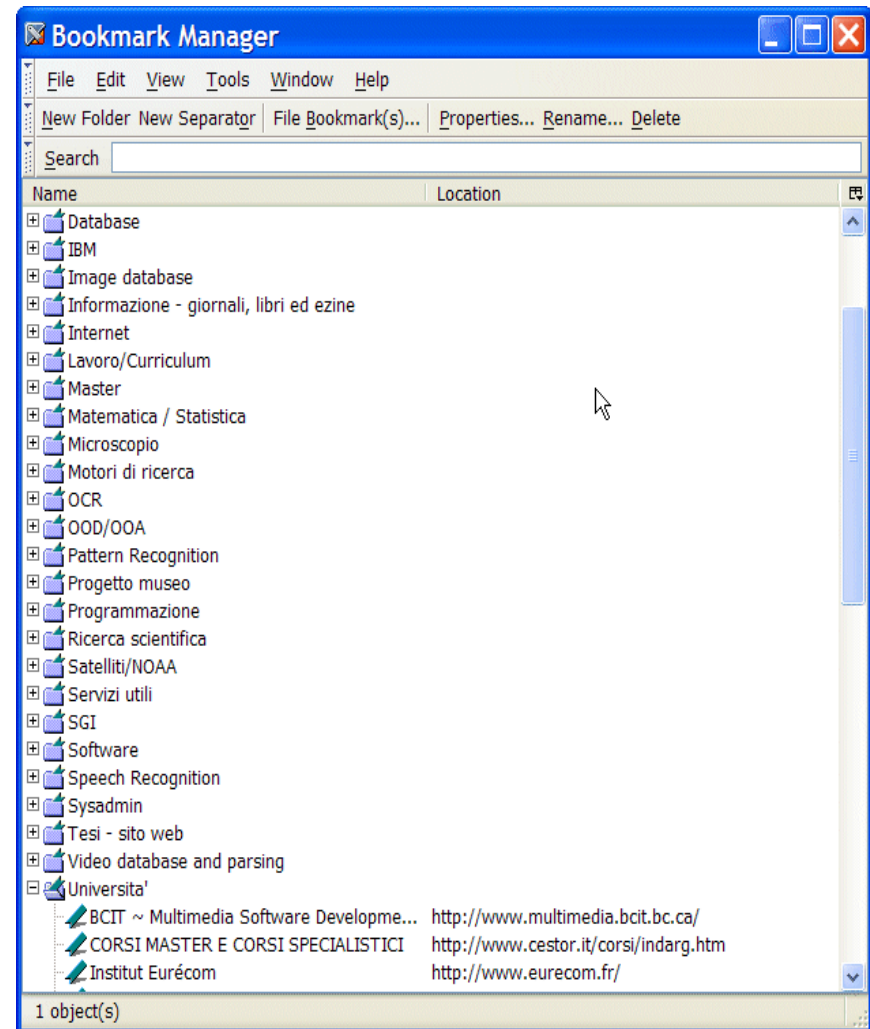 Bookmark Manager
File Edit View Tools Window Help
New Folder New Separator File Bookmark(s)... Properties... Rename... Delete
Search
Name Location
Database
IBM
Image database
Informazione - giornali, libri ed ezine
Internet
Lavoro/Curriculum
Master
Matematica / Statistica
Microscopio
Motori di ricerca
OCR
OOD/OOA
Pattern Recognition
Progetto museo
Programmazione
Ricerca scientifica
Satelliti/NOAA
Servizi utili
SGI
Software
Speech Recognition
Sysadmin
Tesi - sito web
Video database and parsing
Universita'
BCIT ~ Multimedia Software Developme... http://www.multimedia.bcit.bc.ca/
CORSI MASTER E CORSI SPECIALISTICI http://www.cestor.it/corsi/indarg.htm
Institut Eurécom http://www.eurecom.fr/
1 object(s)